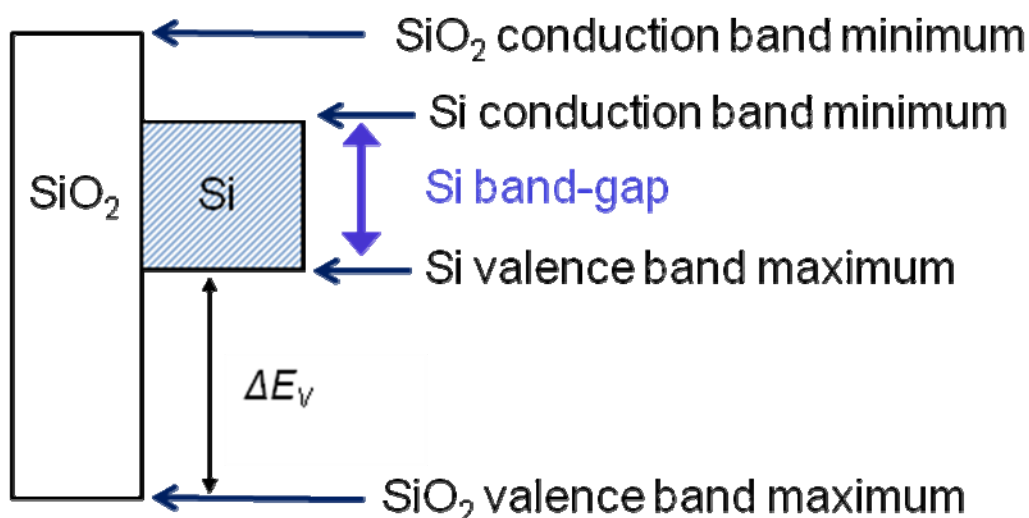 SiO₂ conduction band minimum
Si conduction band minimum
SiO₂
Si
Si band-gap
Si valence band maximum
ΔEᵥ
SiO₂ valence band maximum